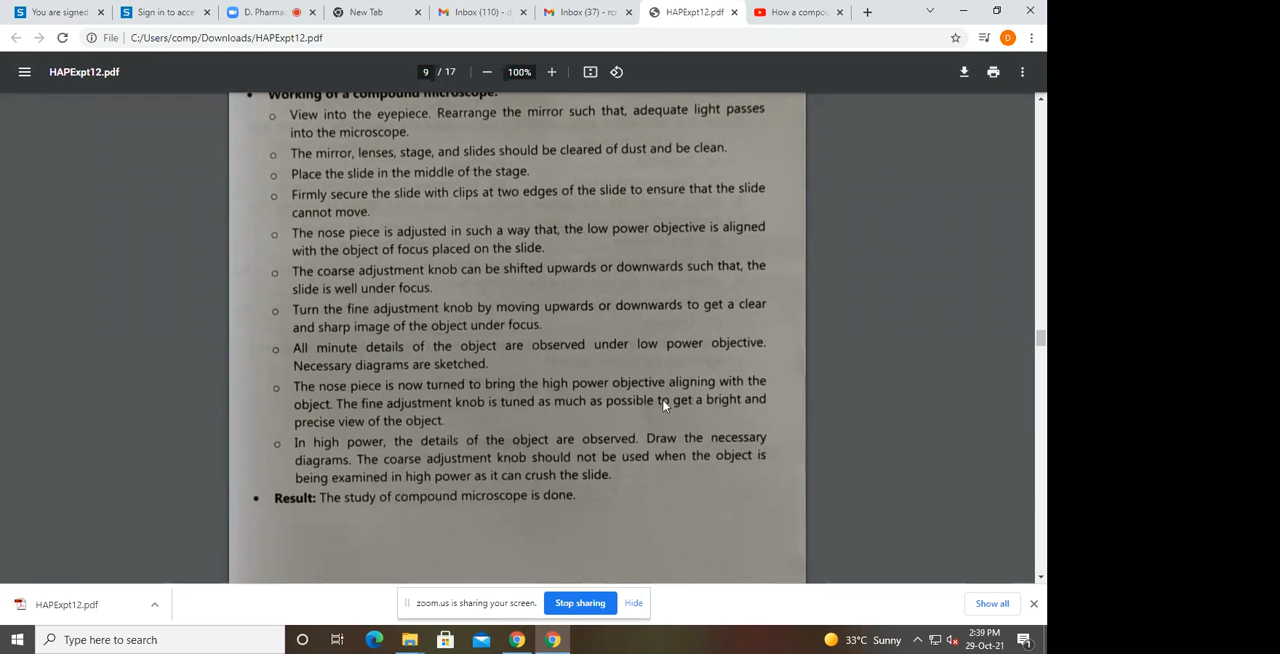 You are signed
Sign in to acce
D. Pharma
New Tab
Inbox (110) - d
Inbox (37) - rcr
HAPExpt12.pdf
How a compou
File
C:/Users/comp/Downloads/HAPExpt12.pdf
D
HAPExpt12.pdf
9 / 17
100%
Working of a compound microscope:
View into the eyepiece. Rearrange the mirror such that, adequate light passes
into the microscope.
The mirror, lenses, stage, and slides should be cleared of dust and be clean.
Place the slide in the middle of the stage.
Firmly secure the slide with clips at two edges of the slide to ensure that the slide
cannot move.
The nose piece is adjusted in such a way that, the low power objective is aligned
with the object of focus placed on the slide.
The coarse adjustment knob can be shifted upwards or downwards such that, the
slide is well under focus.
Turn the fine adjustment knob by moving upwards or downwards to get a clear
and sharp image of the object under focus.
All minute details of the object are observed under low power objective.
Necessary diagrams are sketched.
The nose piece is now turned to bring the high power objective aligning with the
object. The fine adjustment knob is tuned as much as possible to get a bright and
precise view of the object.
In high power, the details of the object are observed. Draw the necessary
diagrams. The coarse adjustment knob should not be used when the object is
being examined in high power as it can crush the slide.
Result: The study of compound microscope is done.
HAPExpt12.pdf
zoom.us is sharing your screen.
Stop sharing
Hide
Show all
Type here to search
33°C Sunny
2:39 PM
29-Oct-21
1